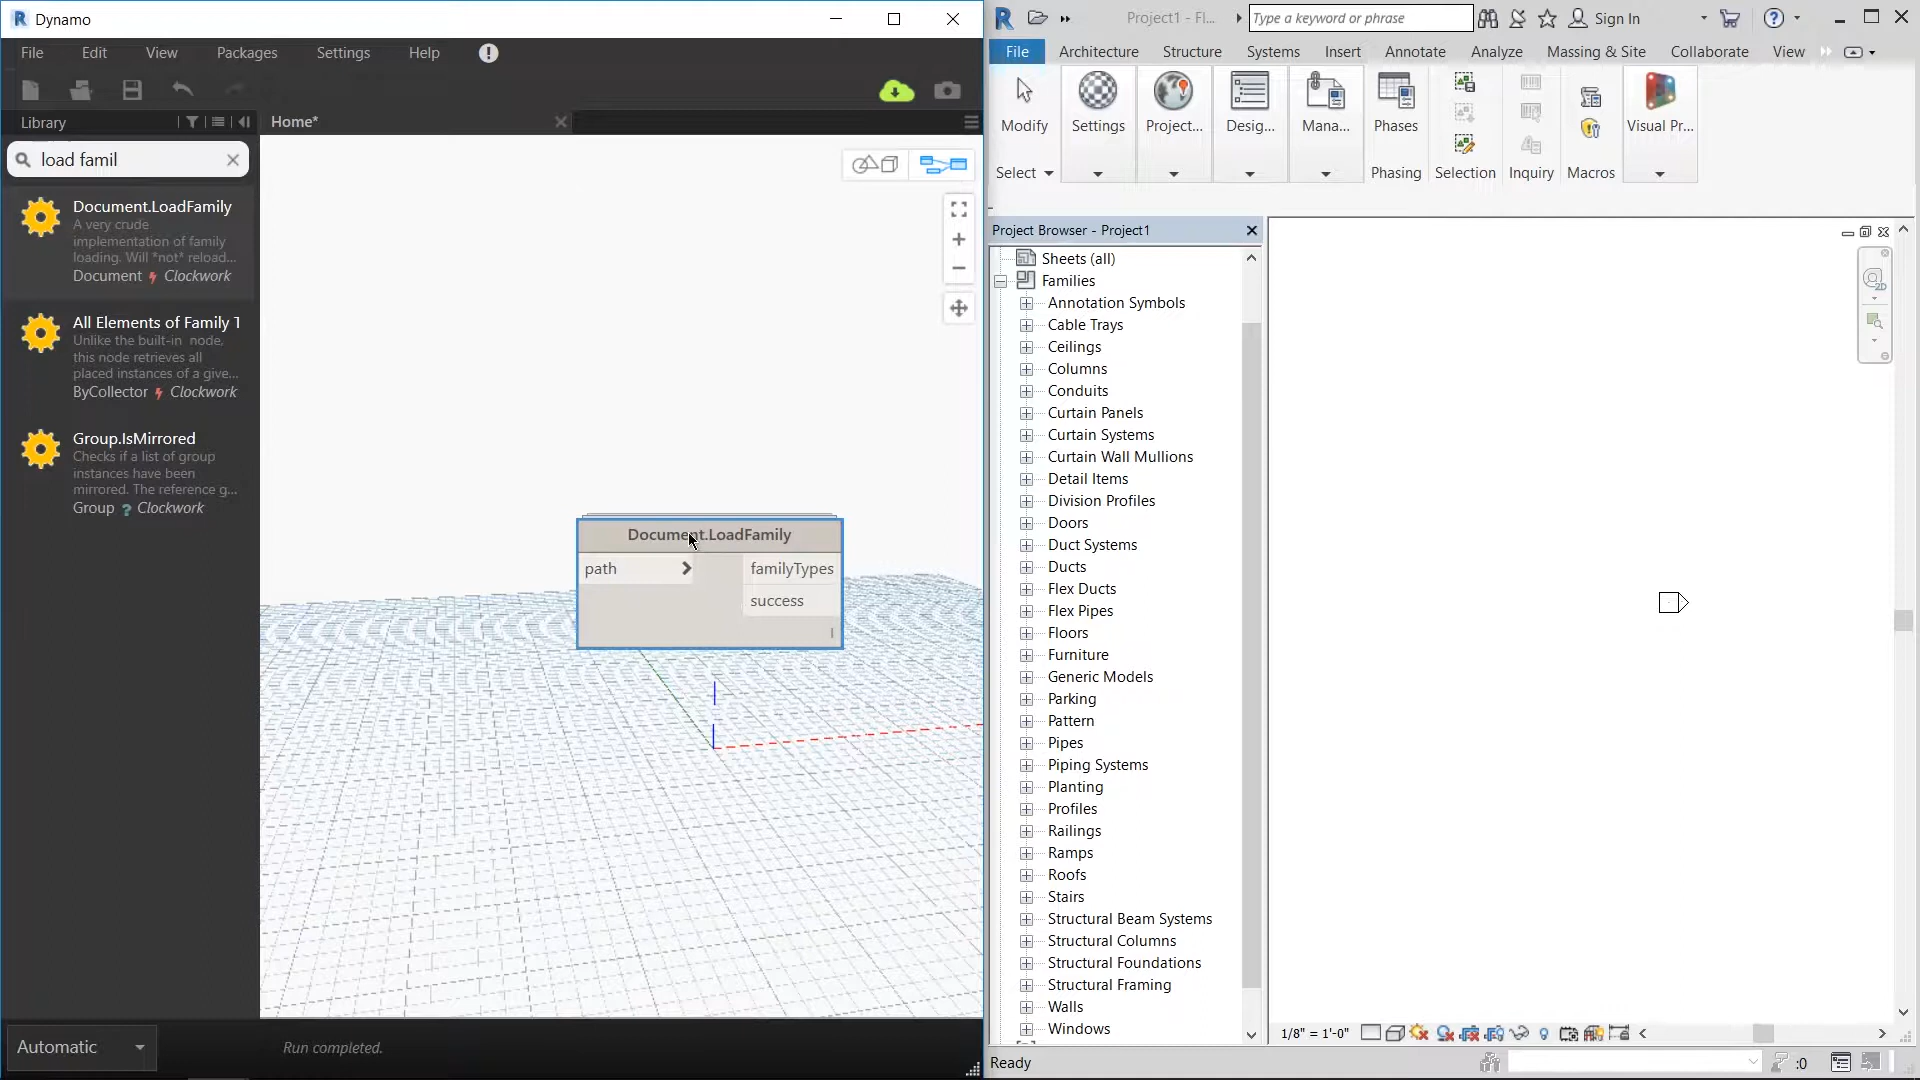 Dynamo
File Edit View Packages Settings Help
Library
Home*
load famil
Document.LoadFamily
A very crude
implementation of family
loading. Will *not* reload...
Document Clockwork
All Elements of Family 1
Unlike the built-in node,
this node retrieves all
placed instances of a give...
ByCollector Clockwork
Group.IsMirrored
Checks if a list of group
instances have been
mirrored. The reference g...
Group ? Clockwork
Document.LoadFamily
path > familyTypes
success
Automatic
Run completed.
Project1 - Fl...
Type a keyword or phrase
Sign In
File Architecture Structure Systems Insert Annotate Analyze Massing & Site Collaborate View
Modify Settings Project... Desig... Mana... Phases Visual Pr...
Select Phasing Selection Inquiry Macros
Project Browser - Project1
Sheets (all)
Families
Annotation Symbols
Cable Trays
Ceilings
Columns
Conduits
Curtain Panels
Curtain Systems
Curtain Wall Mullions
Detail Items
Division Profiles
Doors
Duct Systems
Ducts
Flex Ducts
Flex Pipes
Floors
Furniture
Generic Models
Parking
Pattern
Pipes
Piping Systems
Planting
Profiles
Railings
Ramps
Roofs
Stairs
Structural Beam Systems
Structural Columns
Structural Foundations
Structural Framing
Walls
Windows
2D
1/8" = 1'-0"
Ready
:0